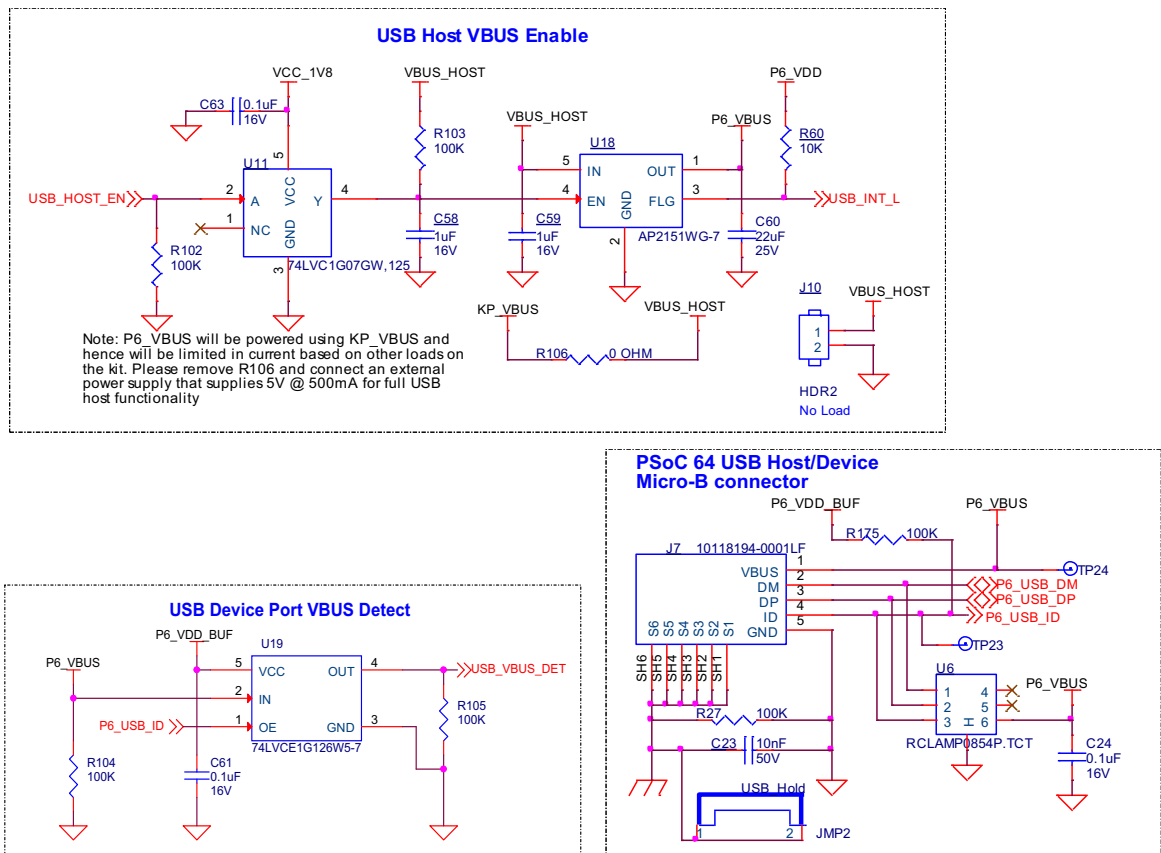 USB Host VBUS Enable
VCC_1V8
VBUS_HOST
P6_VDD
C63
0.1uF
16V
VBUS_HOST
P6_VBUS
R103
100K
R60
10K
U11
U18
5
VCC
USB_HOST_EN
2
A
Y
4
1
NC
GND
3
74LVC1G07GW,125
R102
100K
C58
1uF
16V
C59
1uF
16V
5
IN
OUT
1
4
EN
FLG
3
GND
2
AP2151WG-7
USB_INT_L
C60
22uF
25V
J10
VBUS_HOST
1
2
HDR2
No Load
KP_VBUS
VBUS_HOST
R106
0 OHM
Note: P6_VBUS will be powered using KP_VBUS and
hence will be limited in current based on other loads on
the kit. Please remove R106 and connect an external
power supply that supplies 5V @ 500mA for full USB
host functionality
PSoC 64 USB Host/Device
Micro-B connector
P6_VDD_BUF
P6_VBUS
R175
100K
J7
10118194-0001LF
VBUS
1
DM
2
DP
3
ID
4
GND
5
TP24
P6_USB_DM
P6_USB_DP
P6_USB_ID
TP23
S6
S5
S4
S3
S2
S1
SH6
SH5
SH4
SH3
SH2
SH1
R27
100K
C23
10nF
50V
USB_Hold
1
2
JMP2
U6
1
2
3
4
5
6
H
RCLAMP0854P.TCT
P6_VBUS
C24
0.1uF
16V
USB Device Port VBUS Detect
P6_VDD_BUF
U19
P6_VBUS
5
VCC
OUT
4
USB_VBUS_DET
2
IN
P6_USB_ID
1
OE
GND
3
74LVCE1G126W5-7
R105
100K
R104
100K
C61
0.1uF
16V